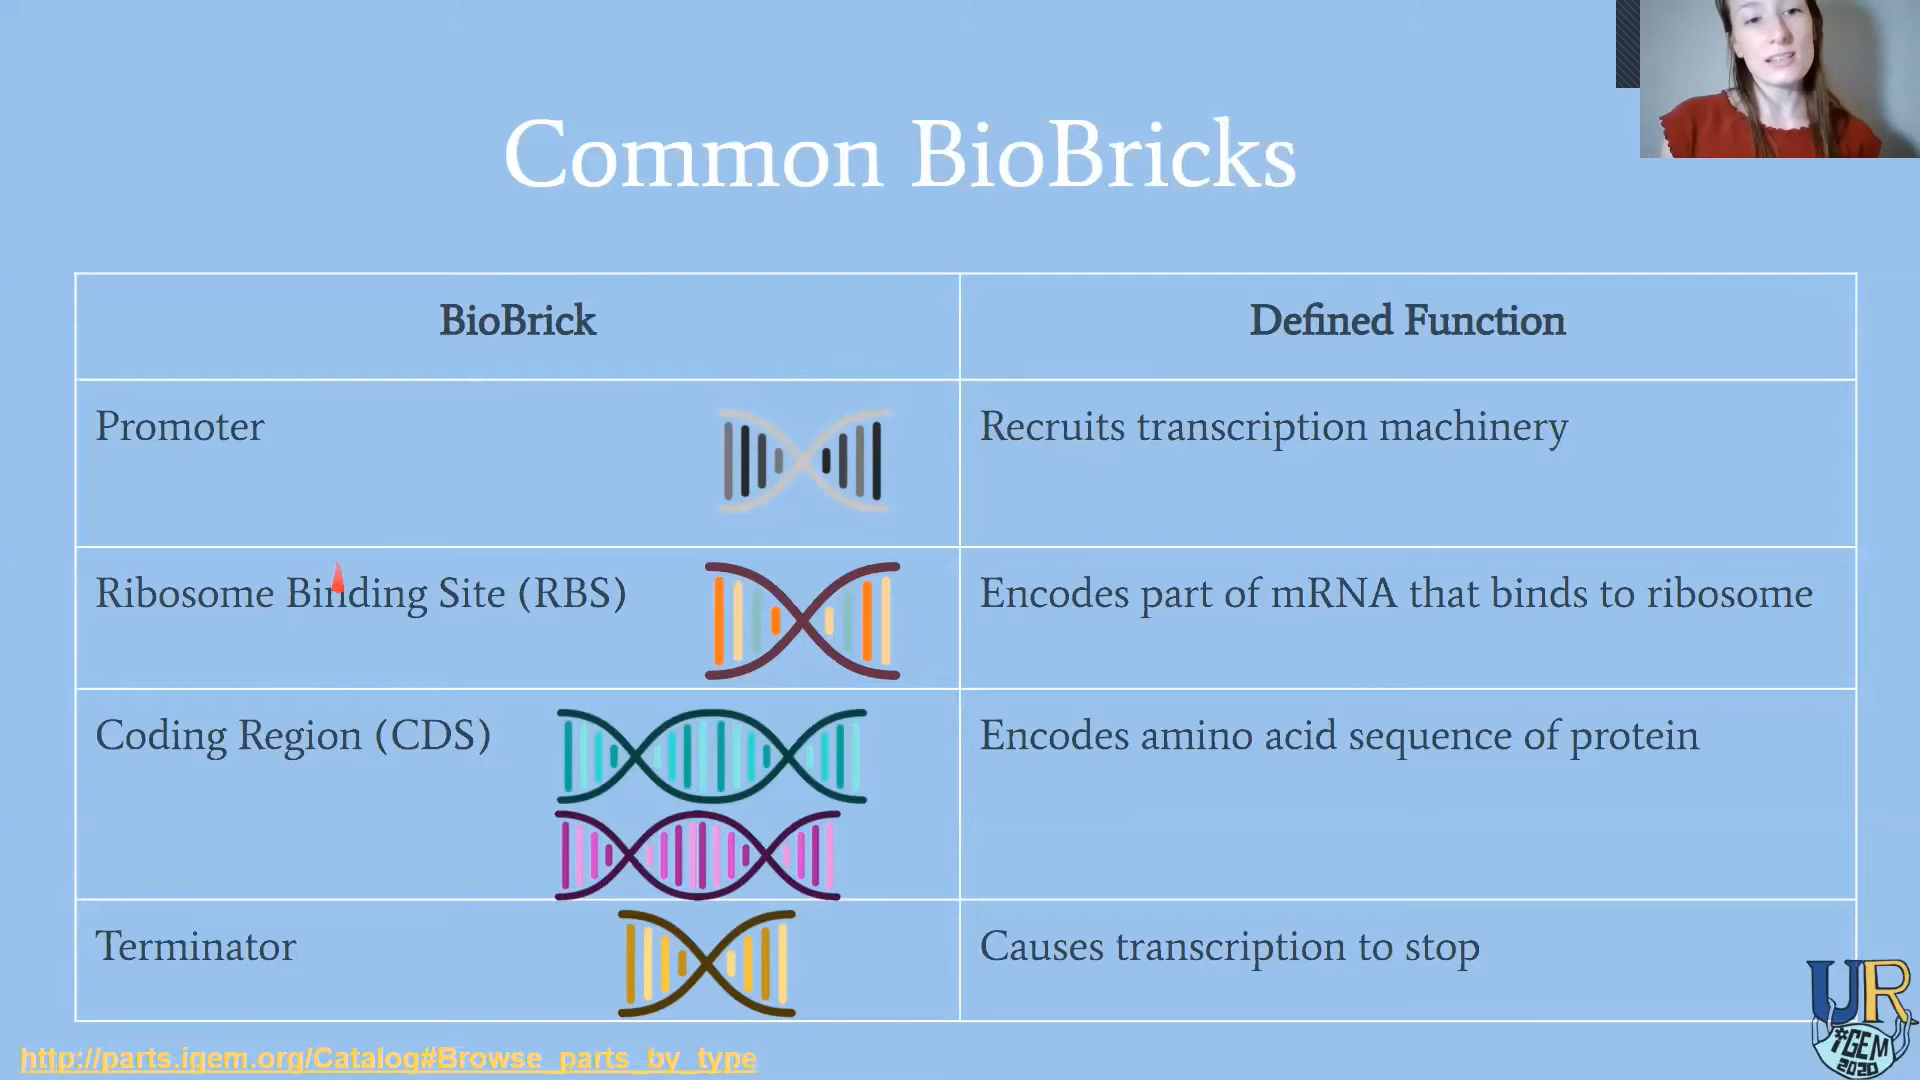 Common BioBricks
BioBrick
Defined Function
Promoter
Recruits transcription machinery
Ribosome Binding Site (RBS)
Encodes part of mRNA that binds to ribosome
Coding Region (CDS)
Encodes amino acid sequence of protein
Terminator
Causes transcription to stop
http://parts.igem.org/Catalog#Browse_parts_by_type
UR
iGEM
2020